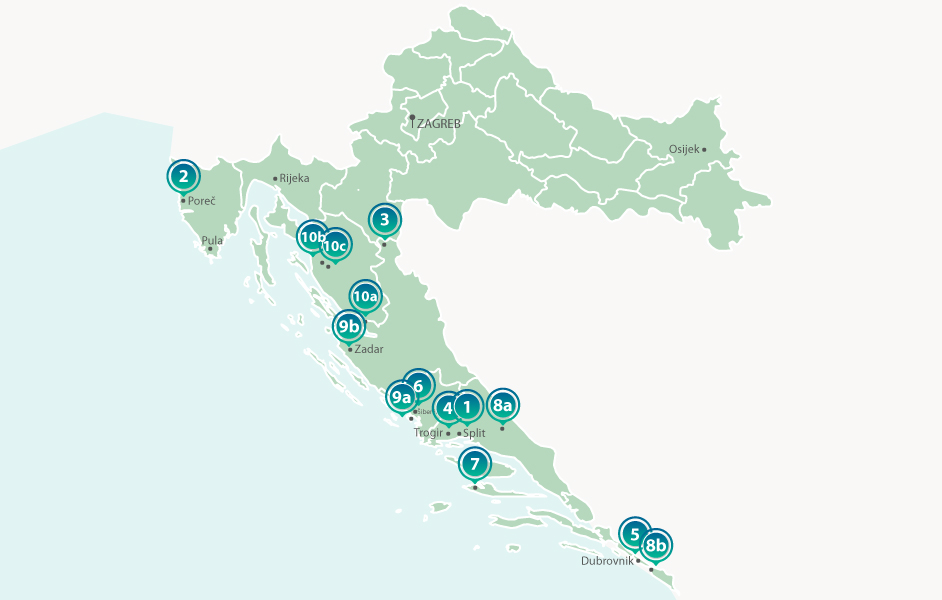 ZAGREB
Osijek
2
Rijeka
Poreč
3
10b
10c
Pula
10a
9b
Zadar
6
9a
4
1
8a
Trogir
Split
7
5
8b
Dubrovnik